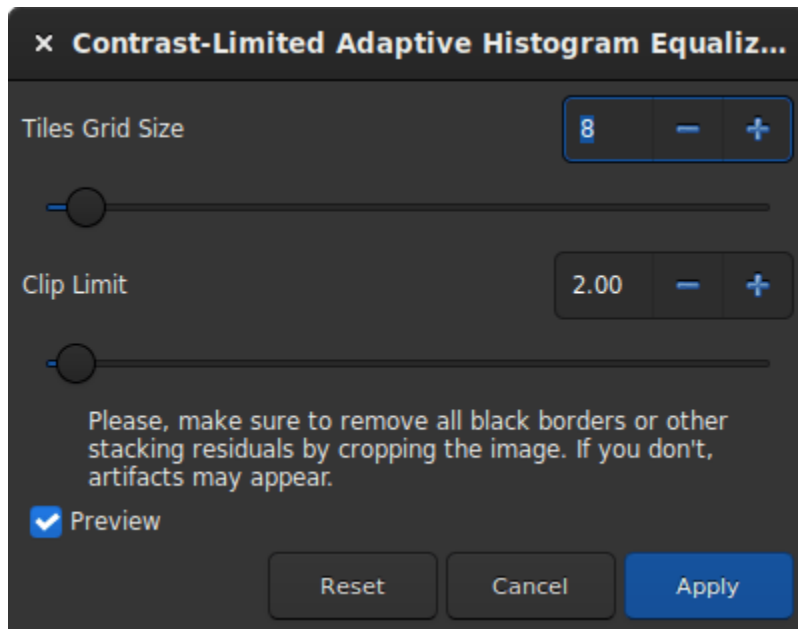 × Contrast-Limited Adaptive Histogram Equaliz...
Tiles Grid Size 8 − +
Clip Limit 2.00 − +
Please, make sure to remove all black borders or other
stacking residuals by cropping the image. If you don't,
artifacts may appear.
Preview
Reset Cancel Apply